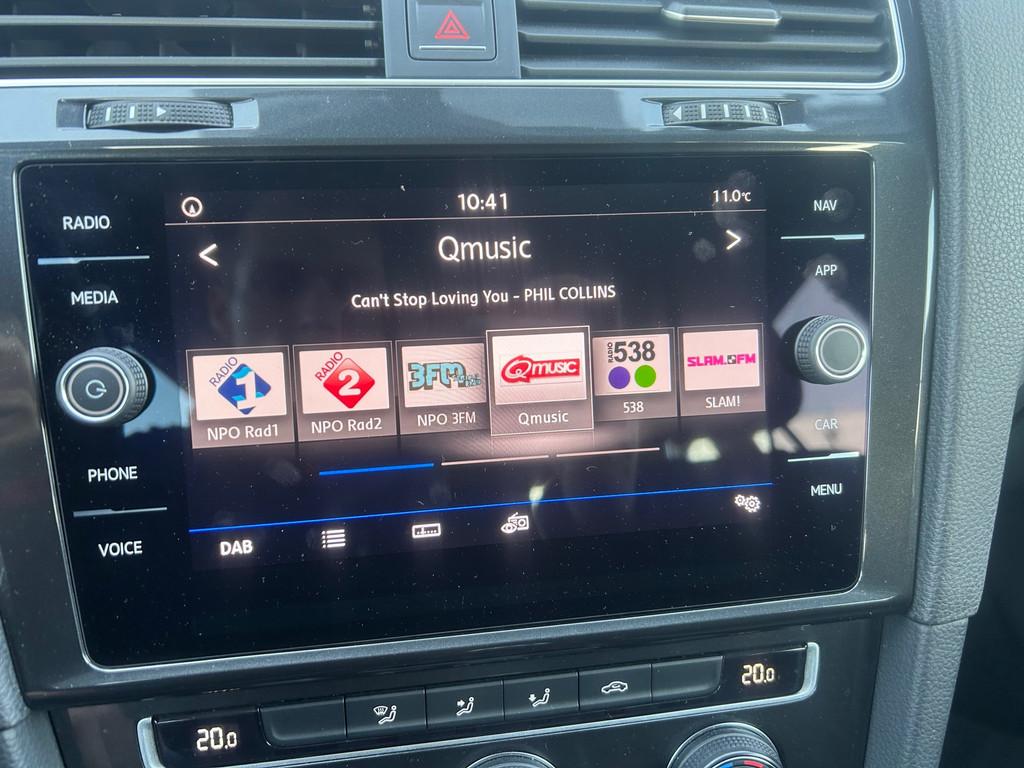 10:41
11.0°C
RADIO
NAV
Qmusic
APP
MEDIA
Can't Stop Loving You - PHIL COLLINS
RADIO 1
RADIO 2
3FM
Qmusic
RADIO 538
SLAM.FM
NPO Rad1
NPO Rad2
NPO 3FM
Qmusic
538
SLAM!
CAR
PHONE
MENU
VOICE
DAB
20.0
20.0